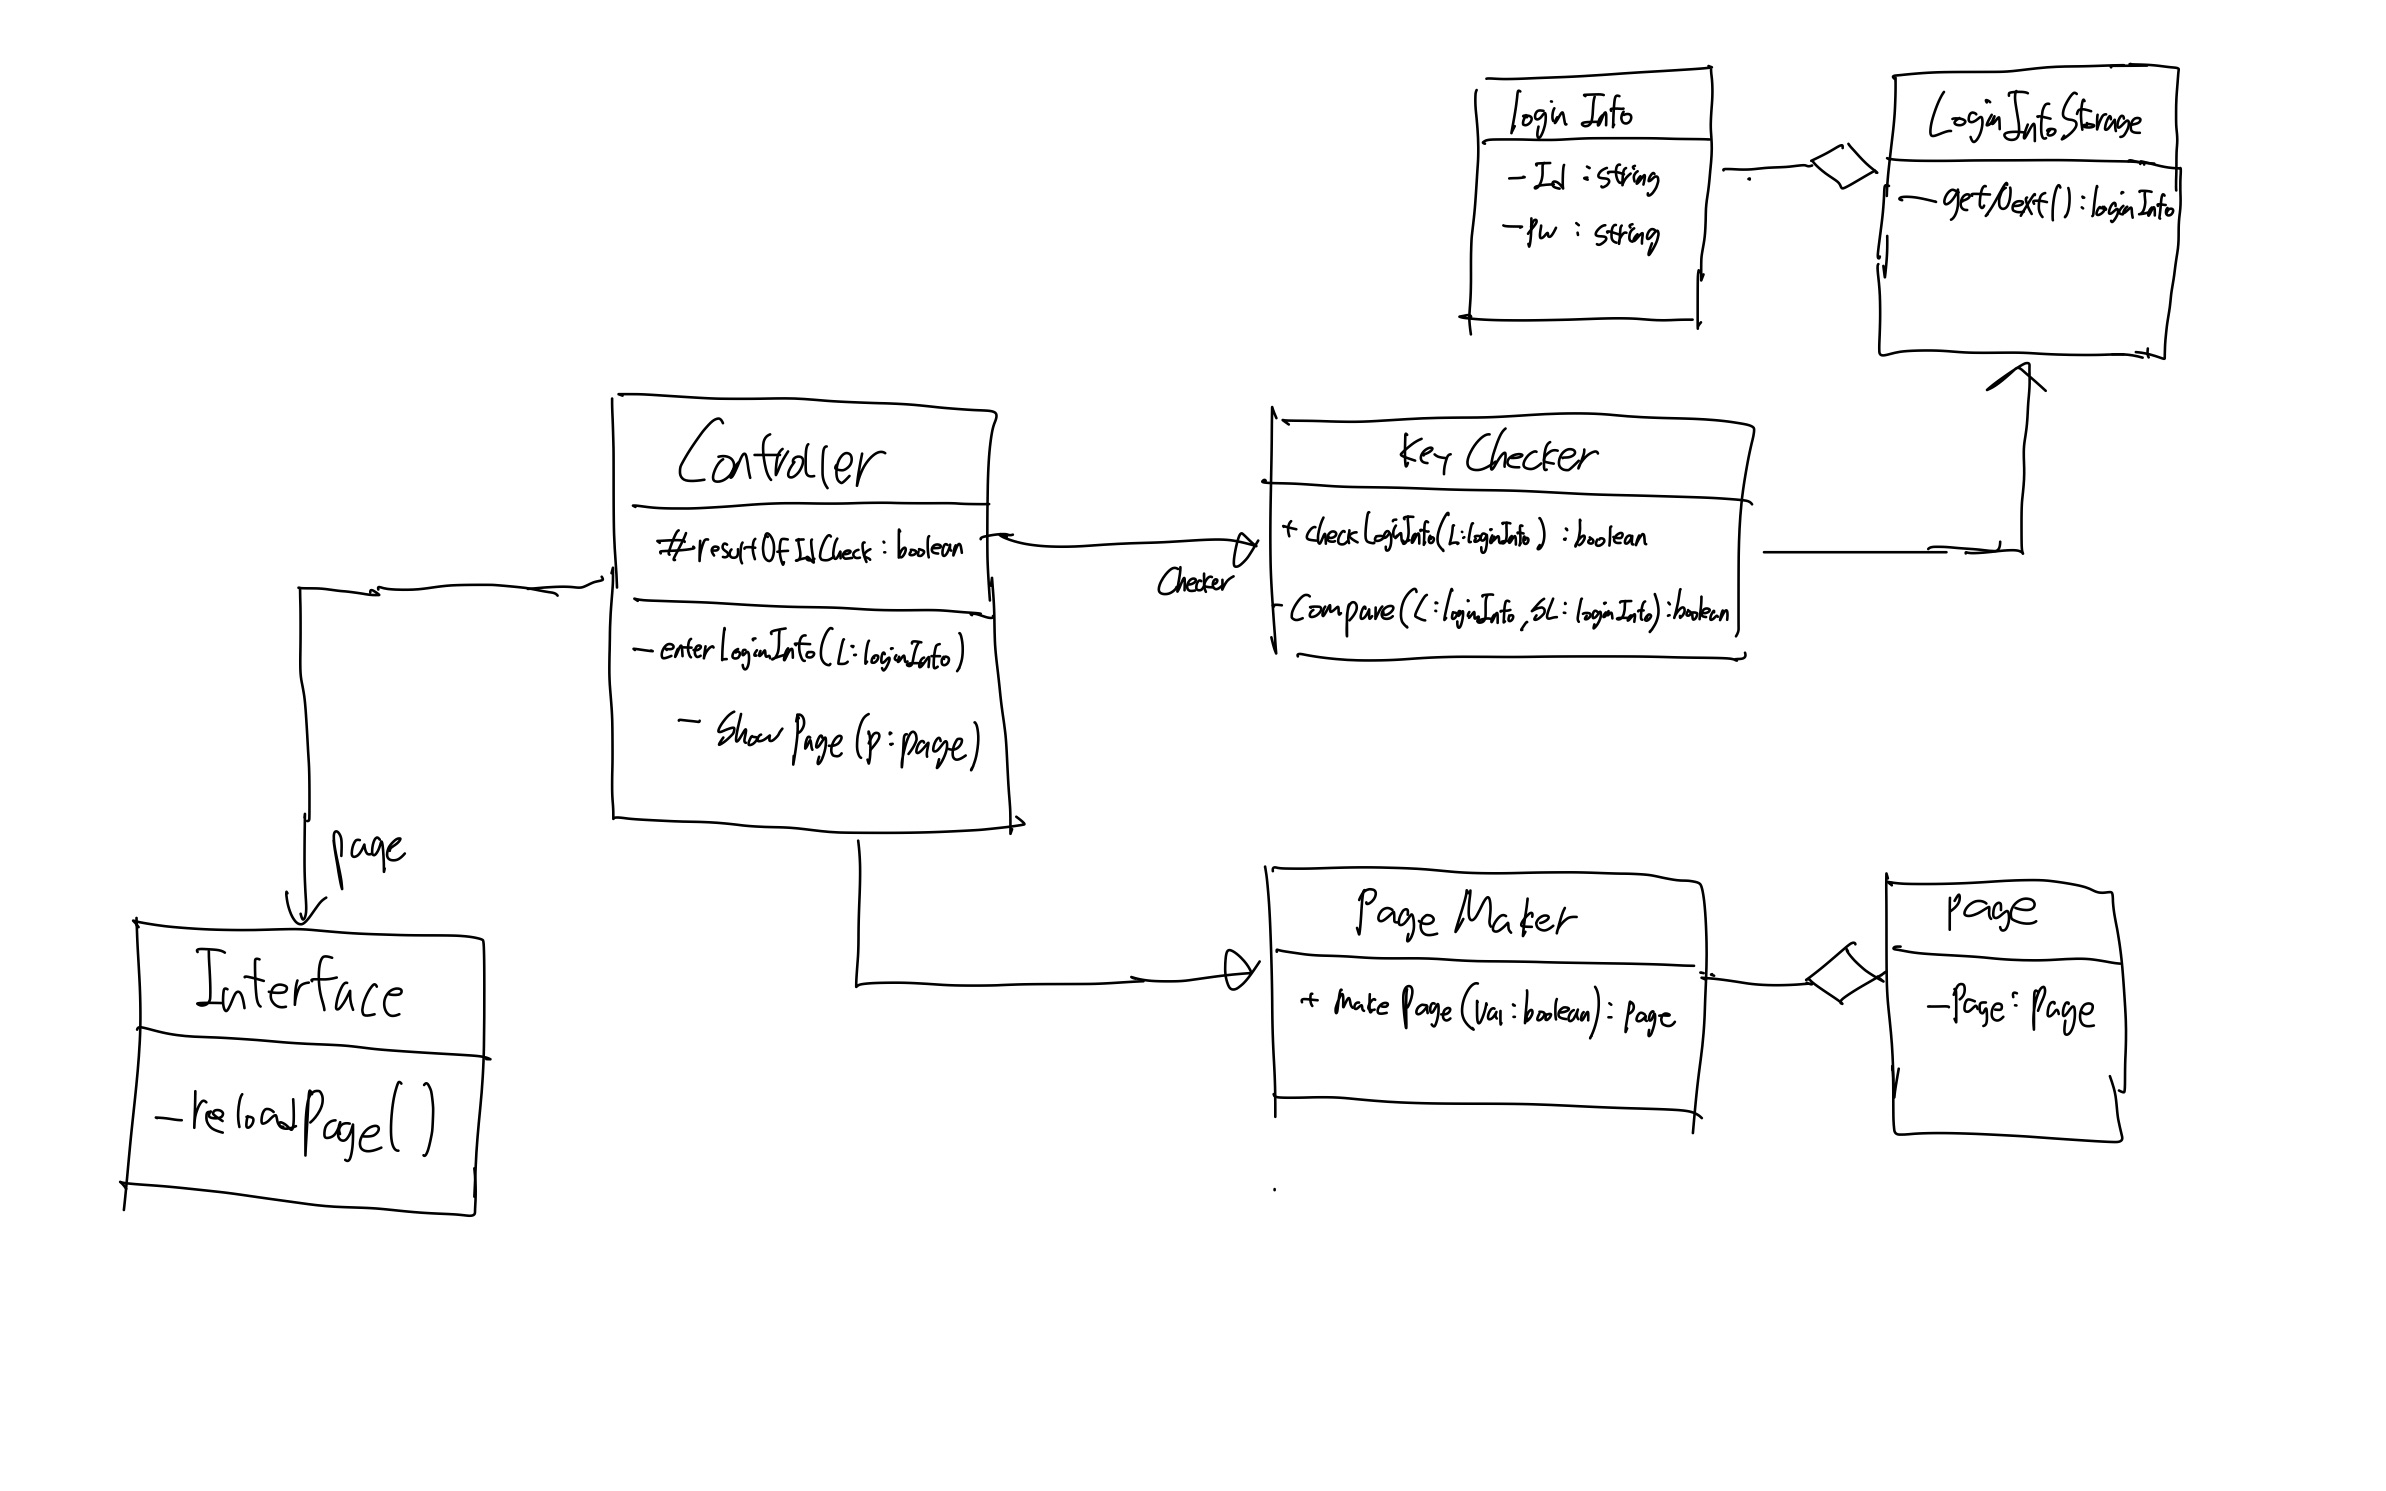 Login Info
- Id : string
- pw : string
LoginInfoStorage
- getNext() : loginInfo
Controller
# resultOfIdCheck : boolean
- enterLoginInfo(L : loginInfo)
- ShowPage (p : page)
Key Checker
+ checkLoginInfo(L : loginInfo) : boolean
- Compare(L : loginInfo, SL : loginInfo) : boolean
Checker
page
Interface
- reloadPage()
Page Maker
+ make Page (Val : boolean) : Page
Page
- Page : Page